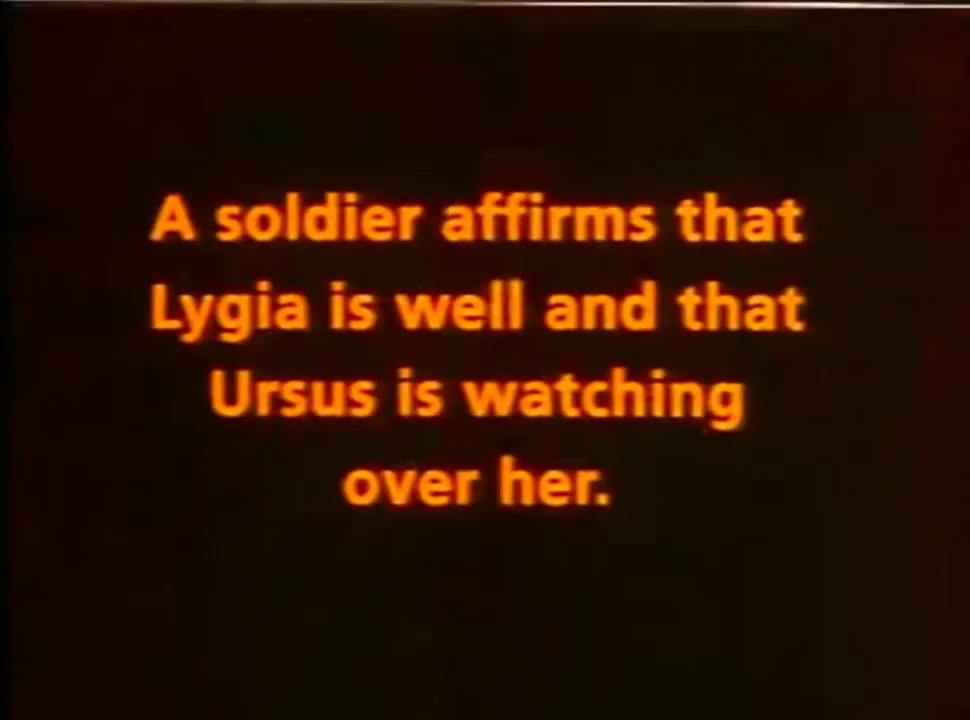 A soldier affirms that
Lygia is well and that
Ursus is watching
over her.